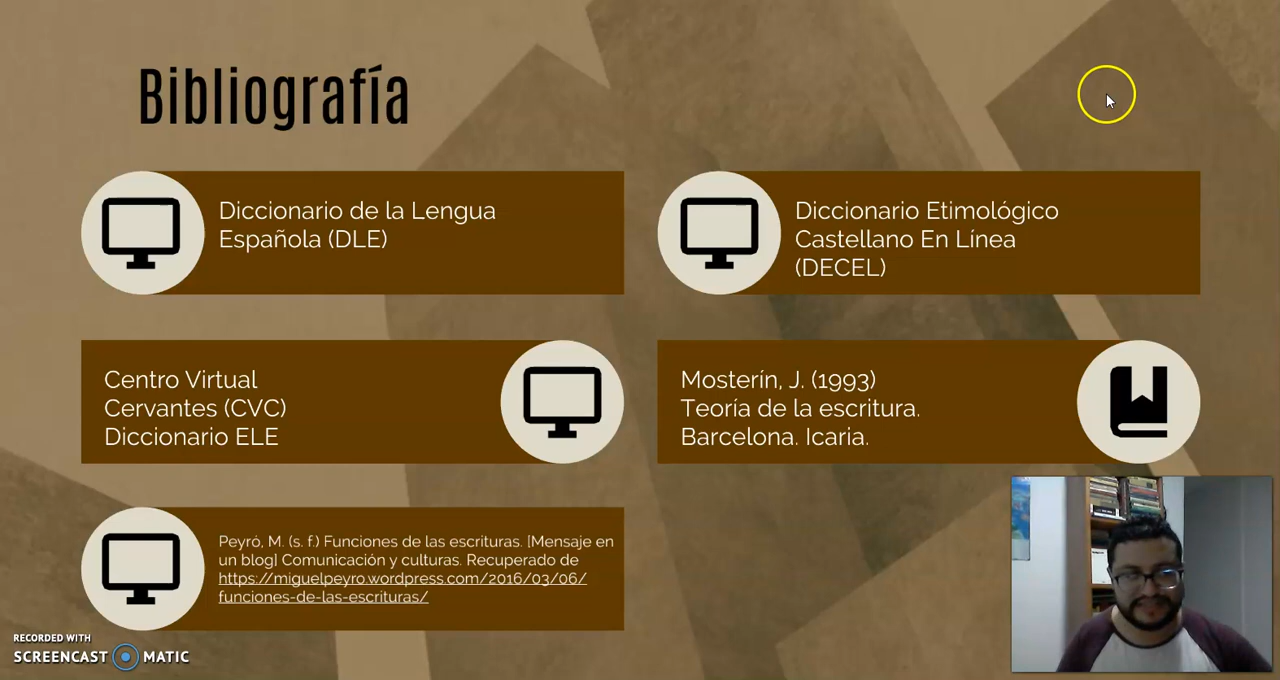 Bibliografía
Diccionario de la Lengua
Española (DLE)
Diccionario Etimológico
Castellano En Línea
(DECEL)
Centro Virtual
Cervantes (CVC)
Diccionario ELE
Mosterín, J. (1993)
Teoría de la escritura.
Barcelona. Icaria.
Peyró, M. (s. f.) Funciones de las escrituras. [Mensaje en
un blog] Comunicación y culturas. Recuperado de
https://miguelpeyro.wordpress.com/2016/03/06/
funciones-de-las-escrituras/
RECORDED WITH
SCREENCAST MATIC